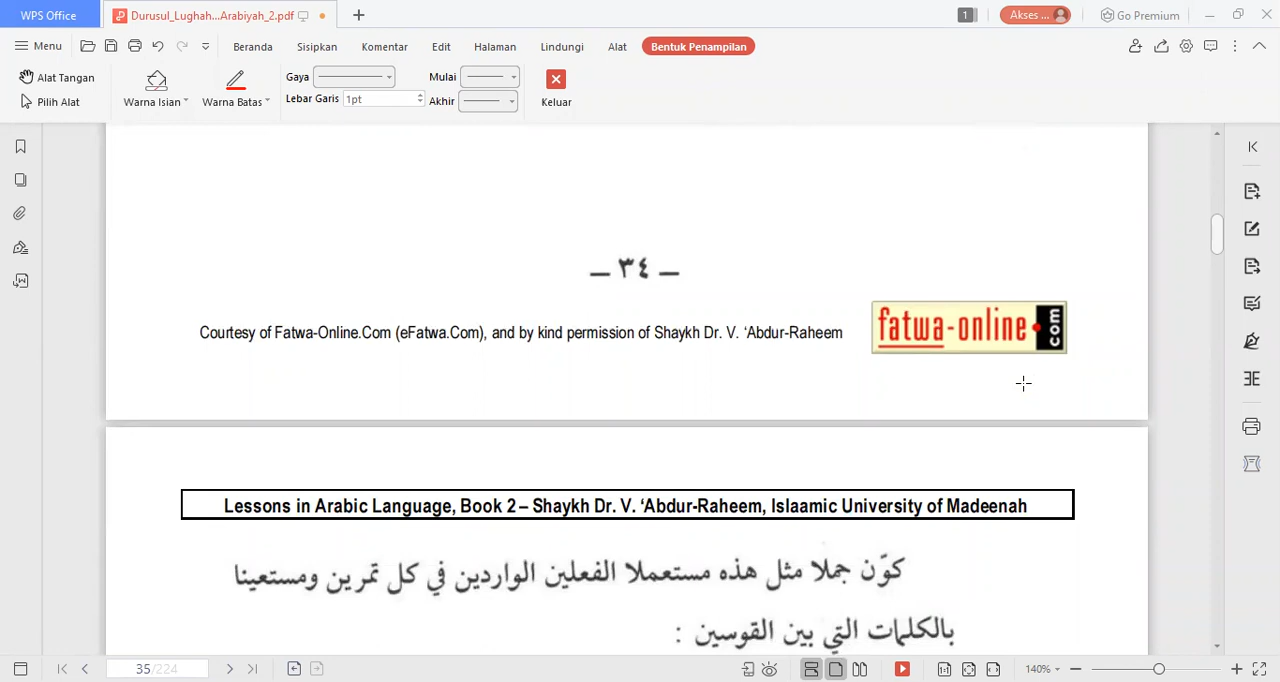 WPS Office
Durusul_Lughah...Arabiyah_2.pdf
1
Akses ...
Go Premium
Menu
Beranda
Sisipkan
Komentar
Edit
Halaman
Lindungi
Alat
Bentuk Penampilan
Alat Tangan
Pilih Alat
Warna Isian
Warna Batas
Gaya
Mulai
Lebar Garis 1pt
Akhir
Keluar
– ٣٤ –
Courtesy of Fatwa-Online.Com (eFatwa.Com), and by kind permission of Shaykh Dr. V. ‘Abdur-Raheem
fatwa-online.com
Lessons in Arabic Language, Book 2 – Shaykh Dr. V. ‘Abdur-Raheem, Islaamic University of Madeenah
كوّن جملا مثل هذه مستعملا الفعلين الواردين في كل تمرين ومستعينا
بالكلمات التي بين القوسين :
35/224
140%